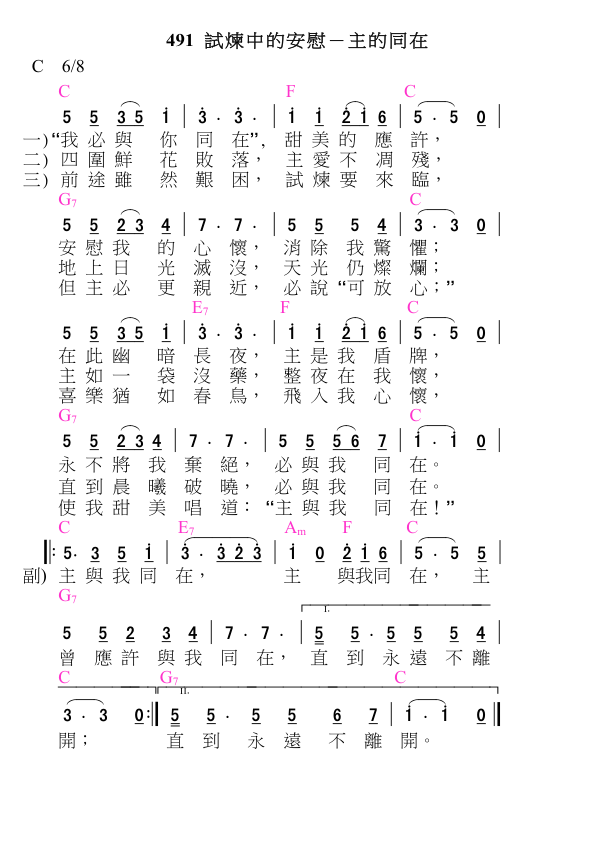 491 試煉中的安慰－主的同在
C 6/8
C F C
5 5 3 5 i | 3̇ . 3̇ . | i i 2̇ i 6 | 5 . 5 0 |
一)“我必與 你 同 在”, 甜美的 應 許，
二) 四圍鮮 花 敗 落， 主愛不 凋 殘，
三) 前途雖 然 艱 困， 試煉要 來 臨，
G7 C
5 5 2 3 4 | 7 . 7 . | 5 5 5 4 | 3 . 3 0 |
安慰我 的 心 懷， 消除 我驚 懼；
地上日 光 滅 沒， 天光 仍燦 爛；
但主必 更 親 近， 必說“可放 心；”
E7 F C
5 5 3 5 i | 3̇ . 3̇ . | i i 2̇ i 6 | 5 . 5 0 |
在此幽 暗 長 夜， 主是我 盾 牌，
主如一 袋 沒 藥， 整夜在 我 懷，
喜樂猶 如 春 鳥， 飛入我 心 懷，
G7 C
5 5 2 3 4 | 7 . 7 . | 5 5 5 6 7 | i . i 0 |
永不將 我 棄 絕， 必與我 同 在。
直到晨 曦 破 曉， 必與我 同 在。
使我甜 美 唱 道：“主與我 同 在！”
C E7 Am F C
‖: 5. 3 5 i | 3̇ . 3̇ 2̇ 3̇ | i 0 2̇ i 6 | 5 . 5 5 |
副) 主與我同 在， 主 與我同 在， 主
G7
I.
5 5 2 3 4 | 7 . 7 . | 5 5 . 5 5 5 4 |
曾 應許 與我 同 在， 直 到 永遠 不離
C G7 C
II.
3 . 3 0 :‖ 5 5 . 5 5 6 7 | i . i 0 ‖
開； 直 到 永 遠 不 離 開。